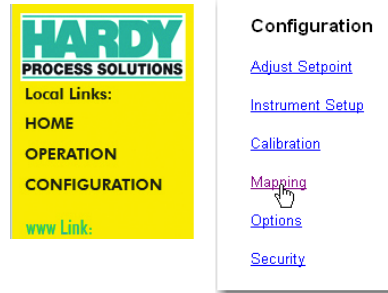 HARDY
PROCESS SOLUTIONS
Local Links:
HOME
OPERATION
CONFIGURATION
www Link:
Configuration
Adjust Setpoint
Instrument Setup
Calibration
Mapping
Options
Security